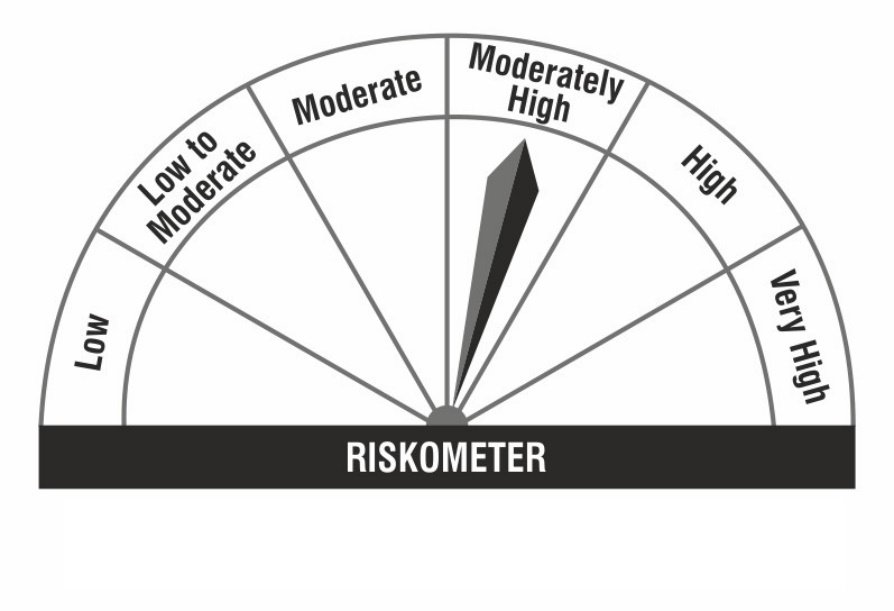 Low
Low to
Moderate
Moderate
Moderately
High
High
Very High
RISKOMETER